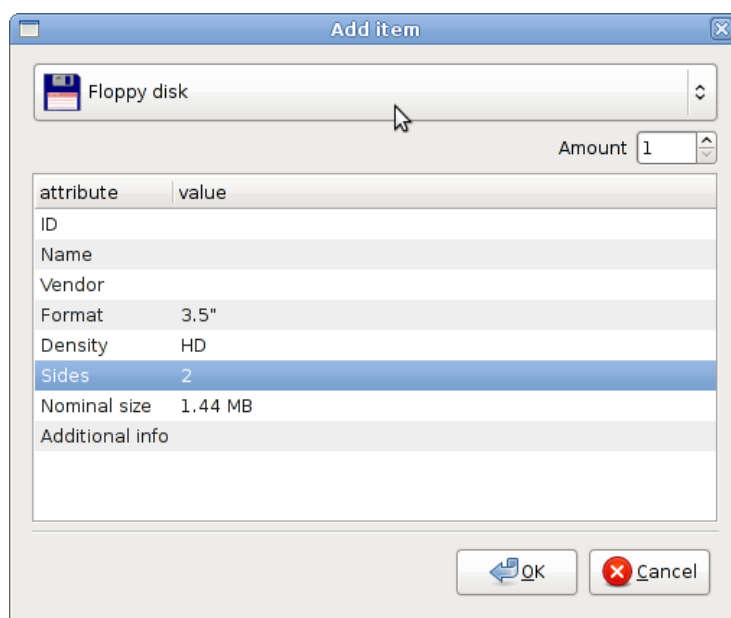 Add item
Floppy disk
Amount 1
attribute value
ID
Name
Vendor
Format 3.5"
Density HD
Sides 2
Nominal size 1.44 MB
Additional info
OK Cancel